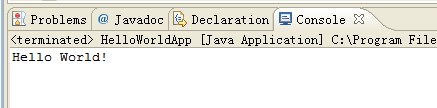 Problems @ Javadoc Declaration Console
<terminated> HelloWorldApp [Java Application] C:\Program File
Hello World!